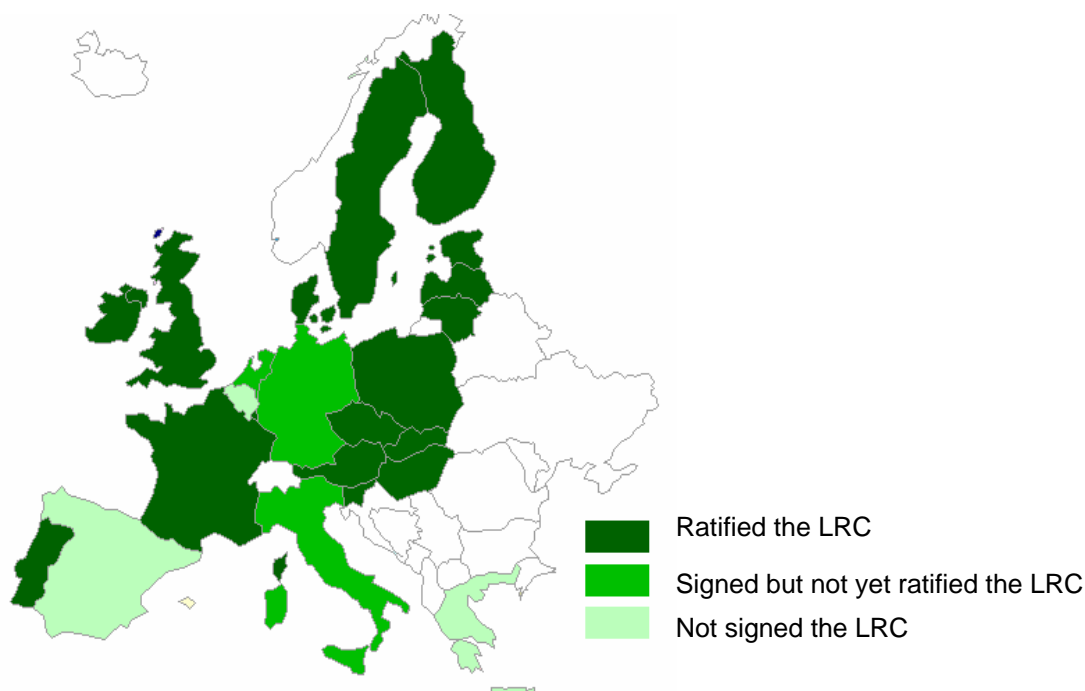 Ratified the LRC
Signed but not yet ratified the LRC
Not signed the LRC